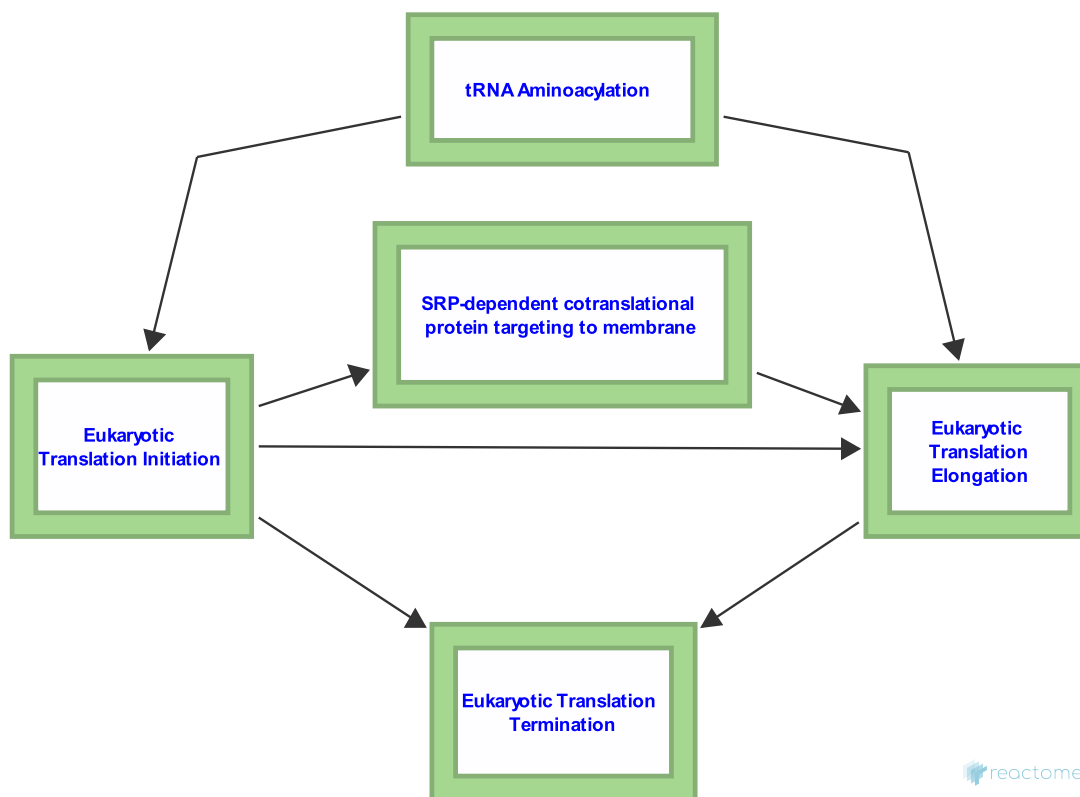 tRNA Aminoacylation
SRP-dependent cotranslational
protein targeting to membrane
Eukaryotic
Translation Initiation
Eukaryotic
Translation
Elongation
Eukaryotic Translation
Termination
reactome